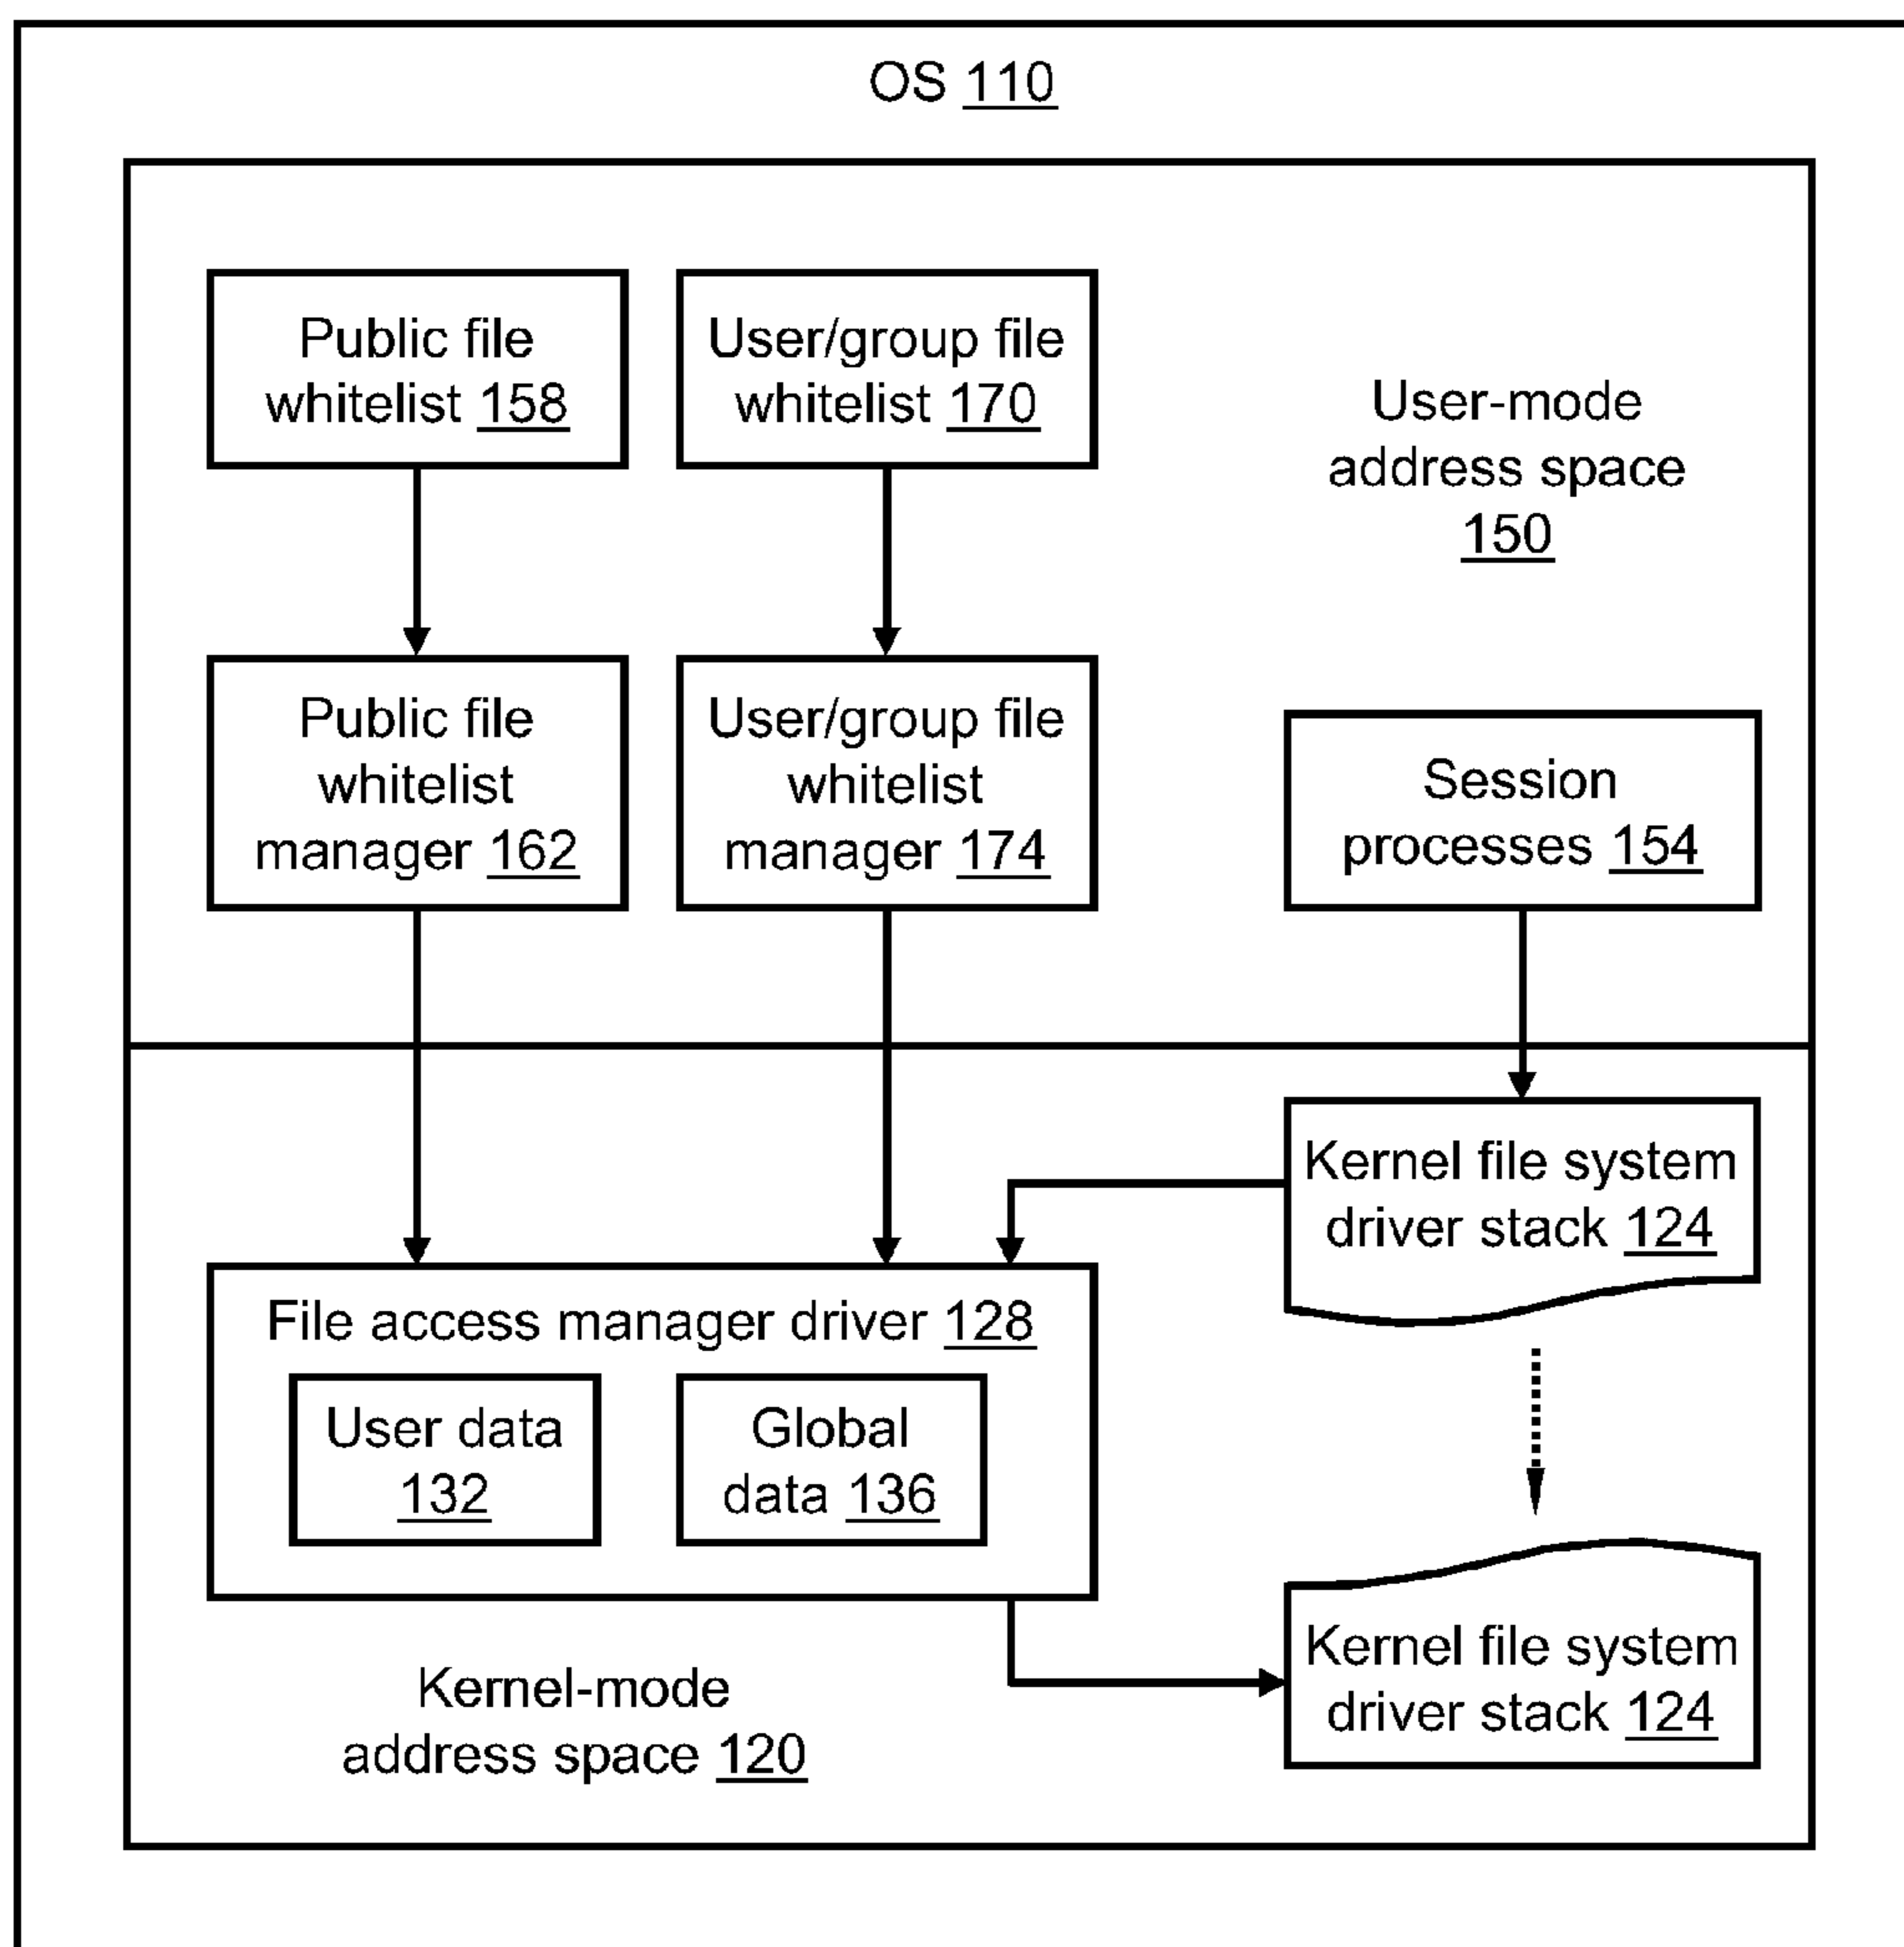 OS 110
Public file
whitelist 158
User/group file
whitelist 170
User-mode
address space
150
Public file
whitelist
manager 162
User/group file
whitelist
manager 174
Session
processes 154
Kernel file system
driver stack 124
File access manager driver 128
User data
132
Global
data 136
Kernel file system
driver stack 124
Kernel-mode
address space 120